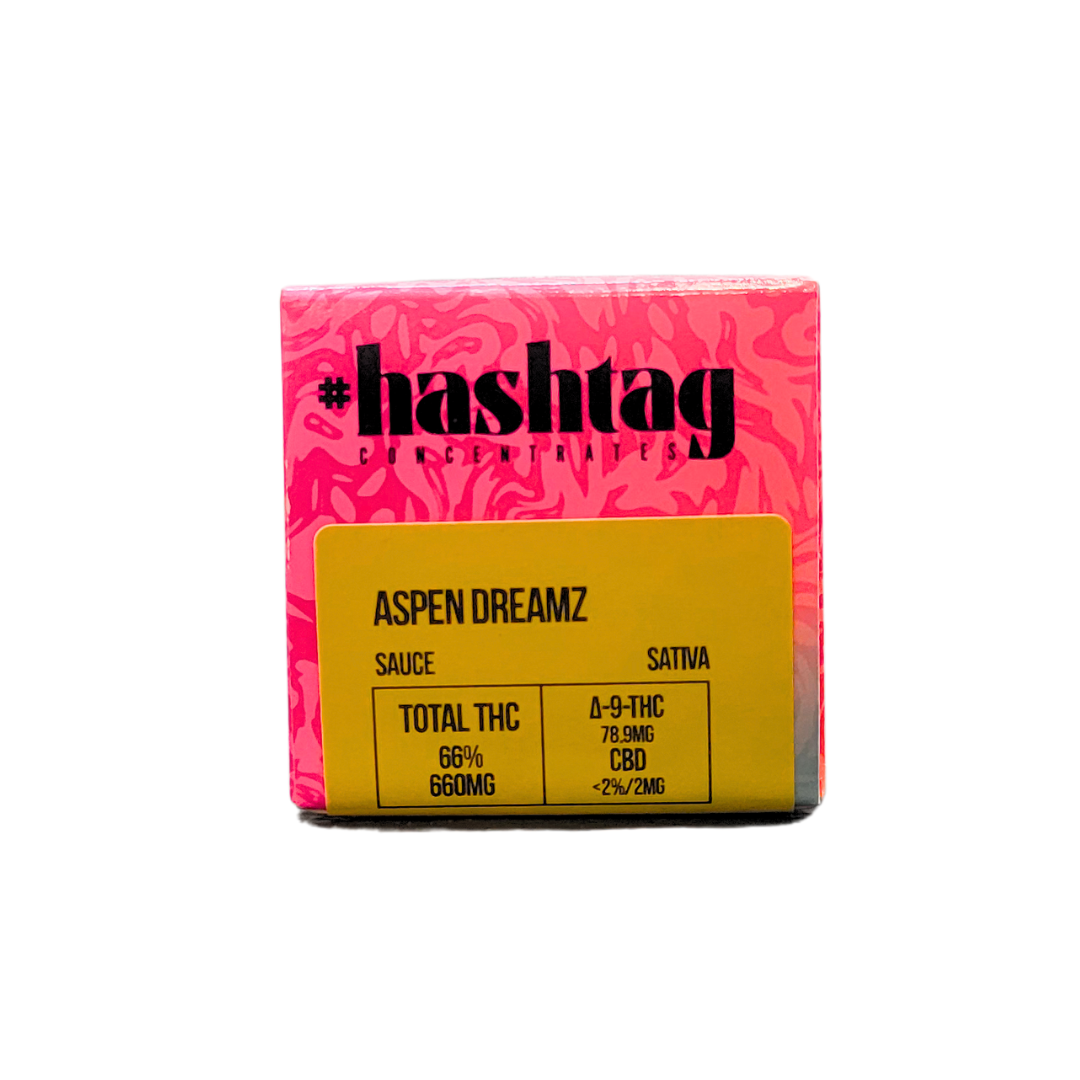 #hashtag
CONCENTRATES
ASPEN DREAMZ
SAUCE SATIVA
TOTAL THC
66%
660MG
Δ-9-THC
78.9MG
CBD
<2%/2MG